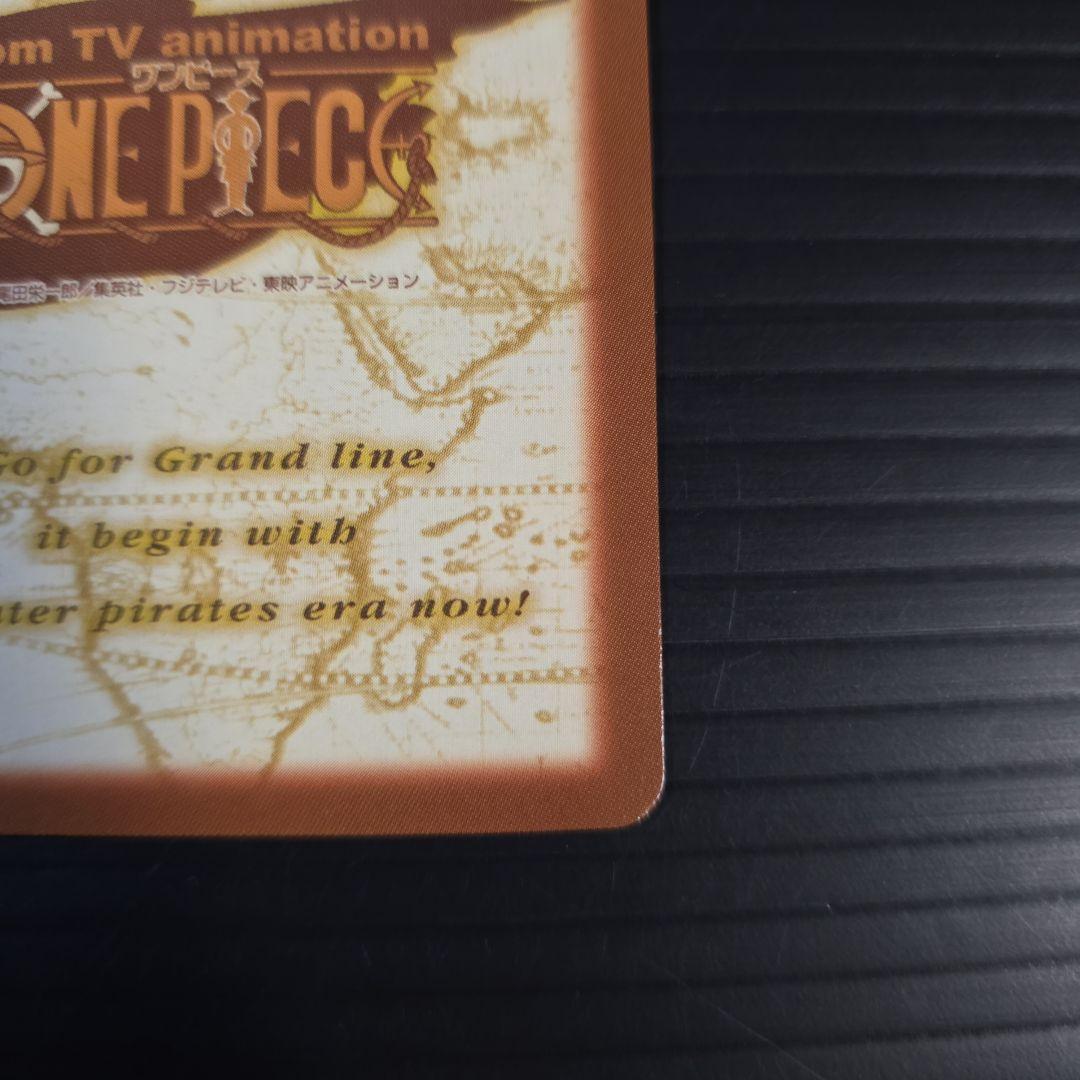 om TV animation
ワンピース
ONE PIECE
尾田栄一郎／集英社・フジテレビ・東映アニメーション
Go for Grand line,
it begin with
nter pirates era now!